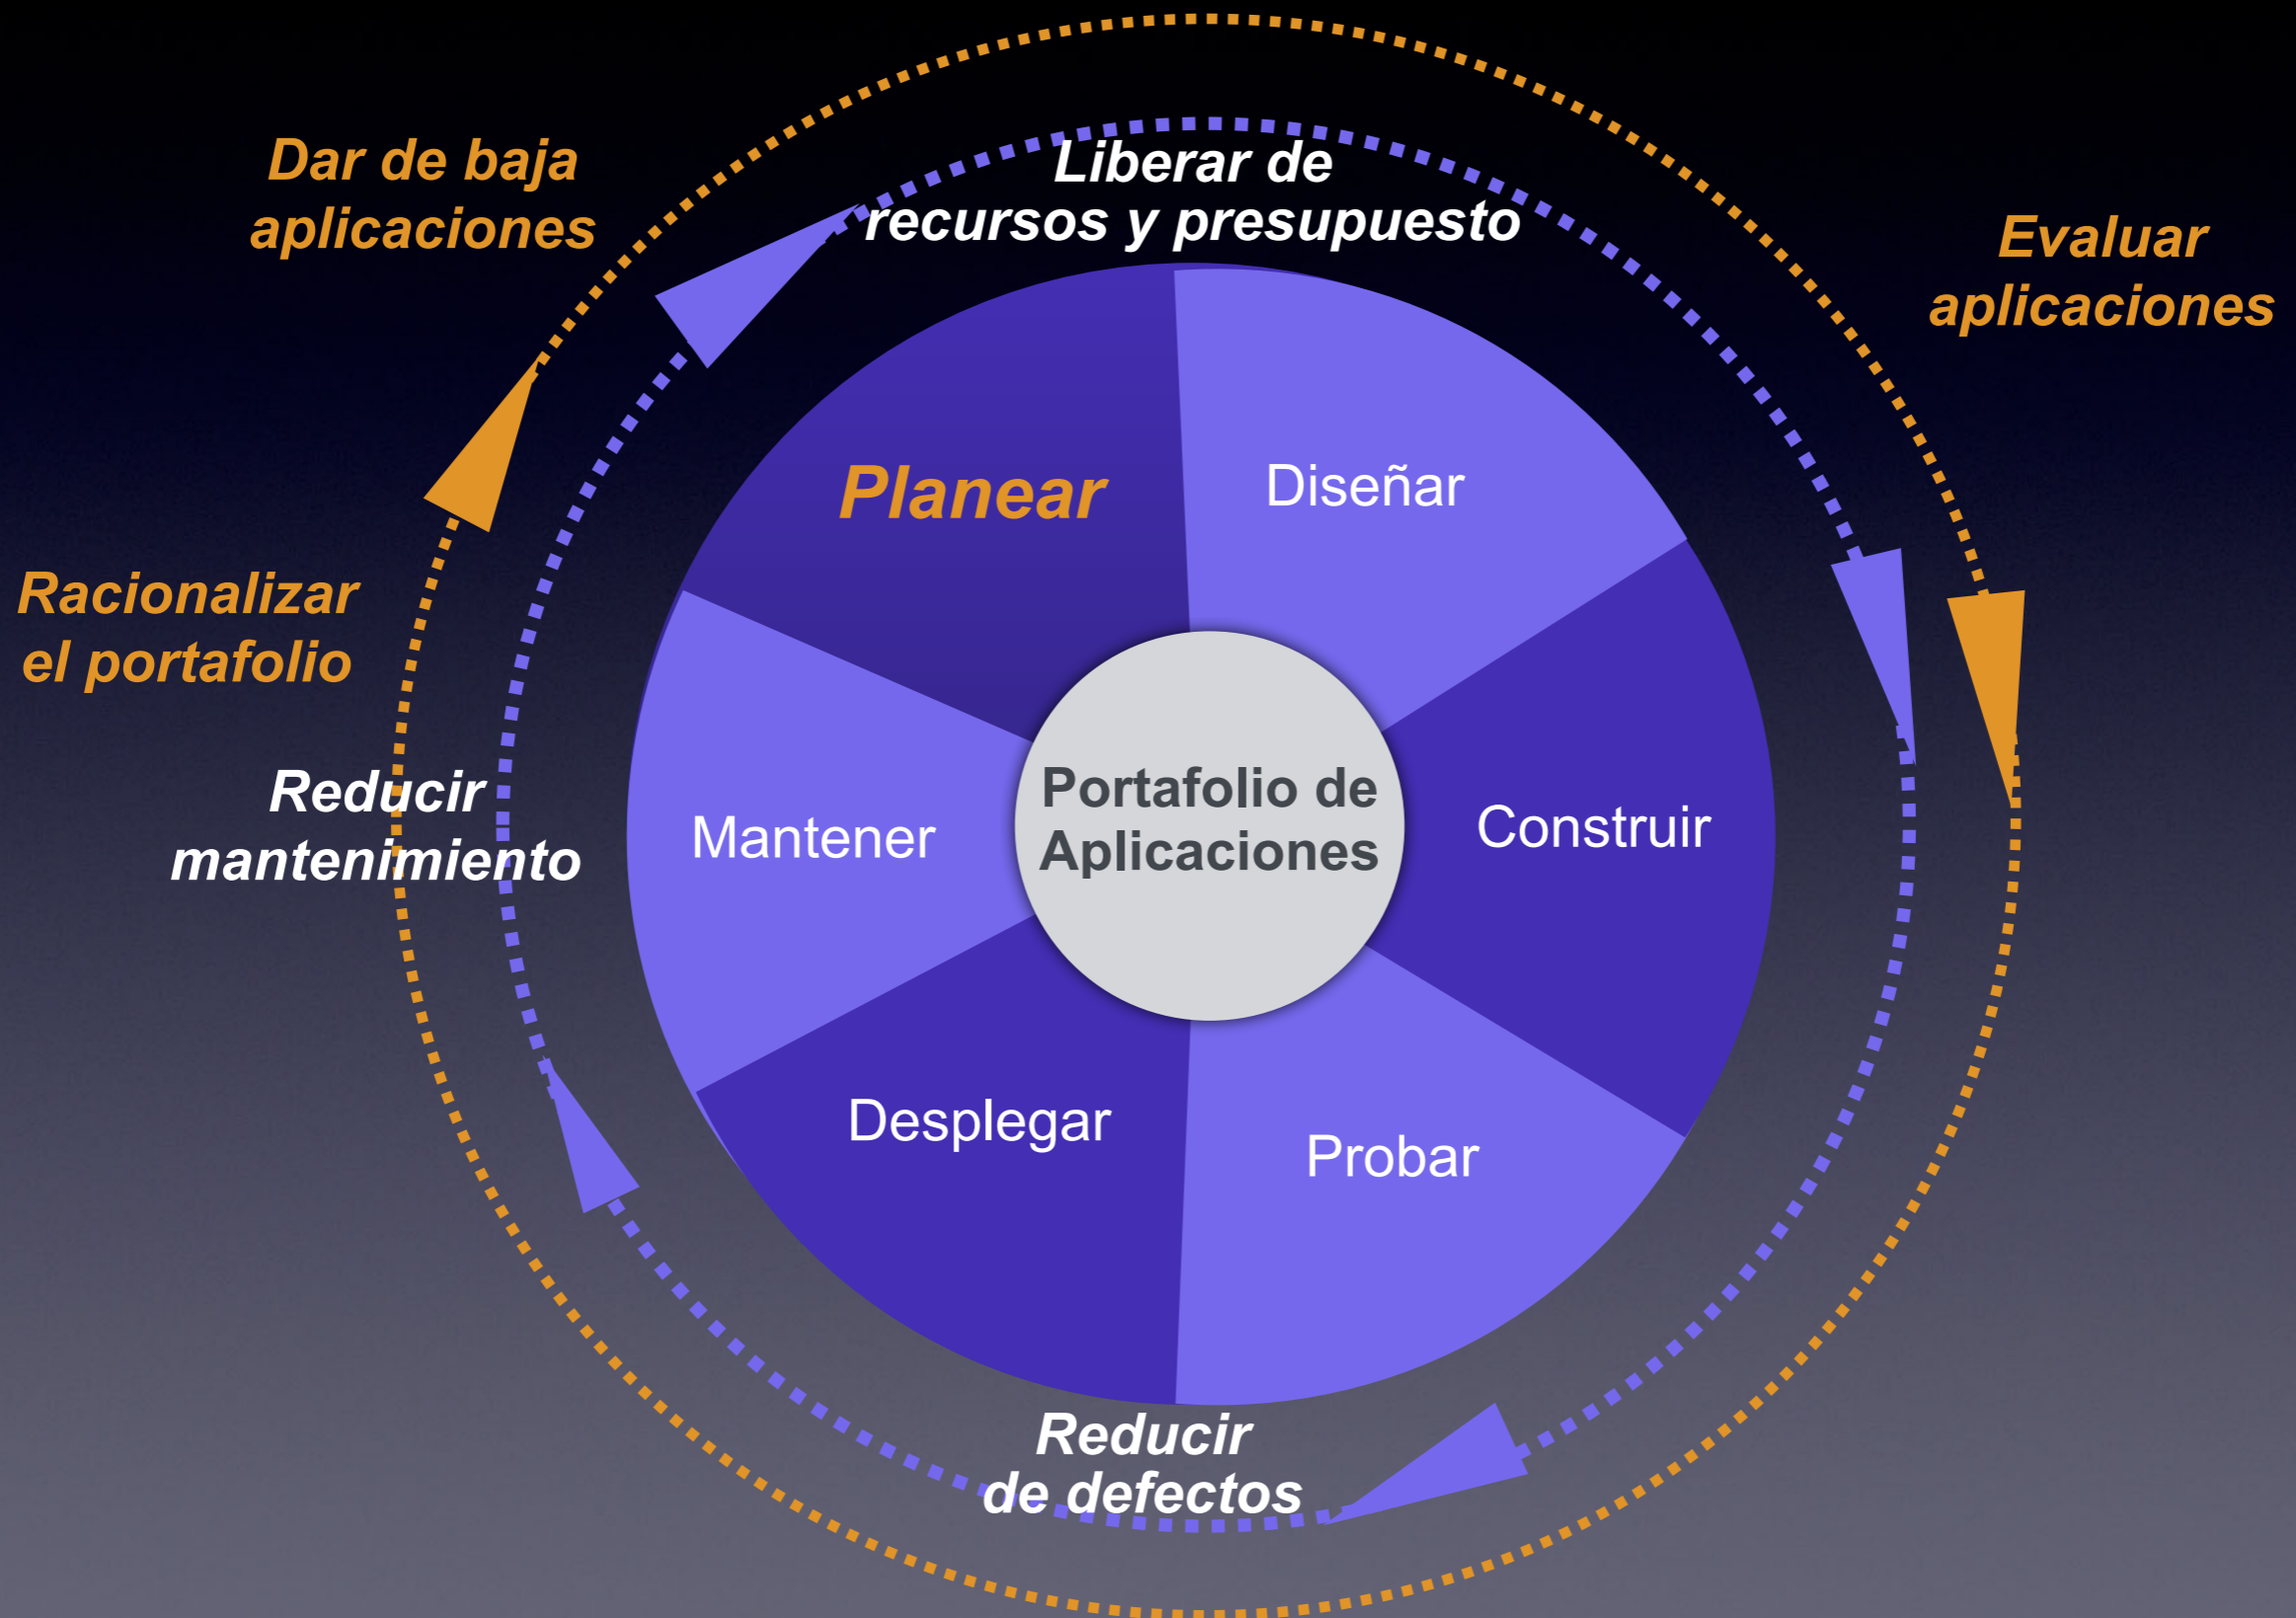 Dar de baja
aplicaciones
Liberar de
recursos y presupuesto
Evaluar
aplicaciones
Planear
Diseñar
Racionalizar
el portafolio
Reducir
mantenimiento
Mantener
Portafolio de
Aplicaciones
Construir
Desplegar
Probar
Reducir
de defectos